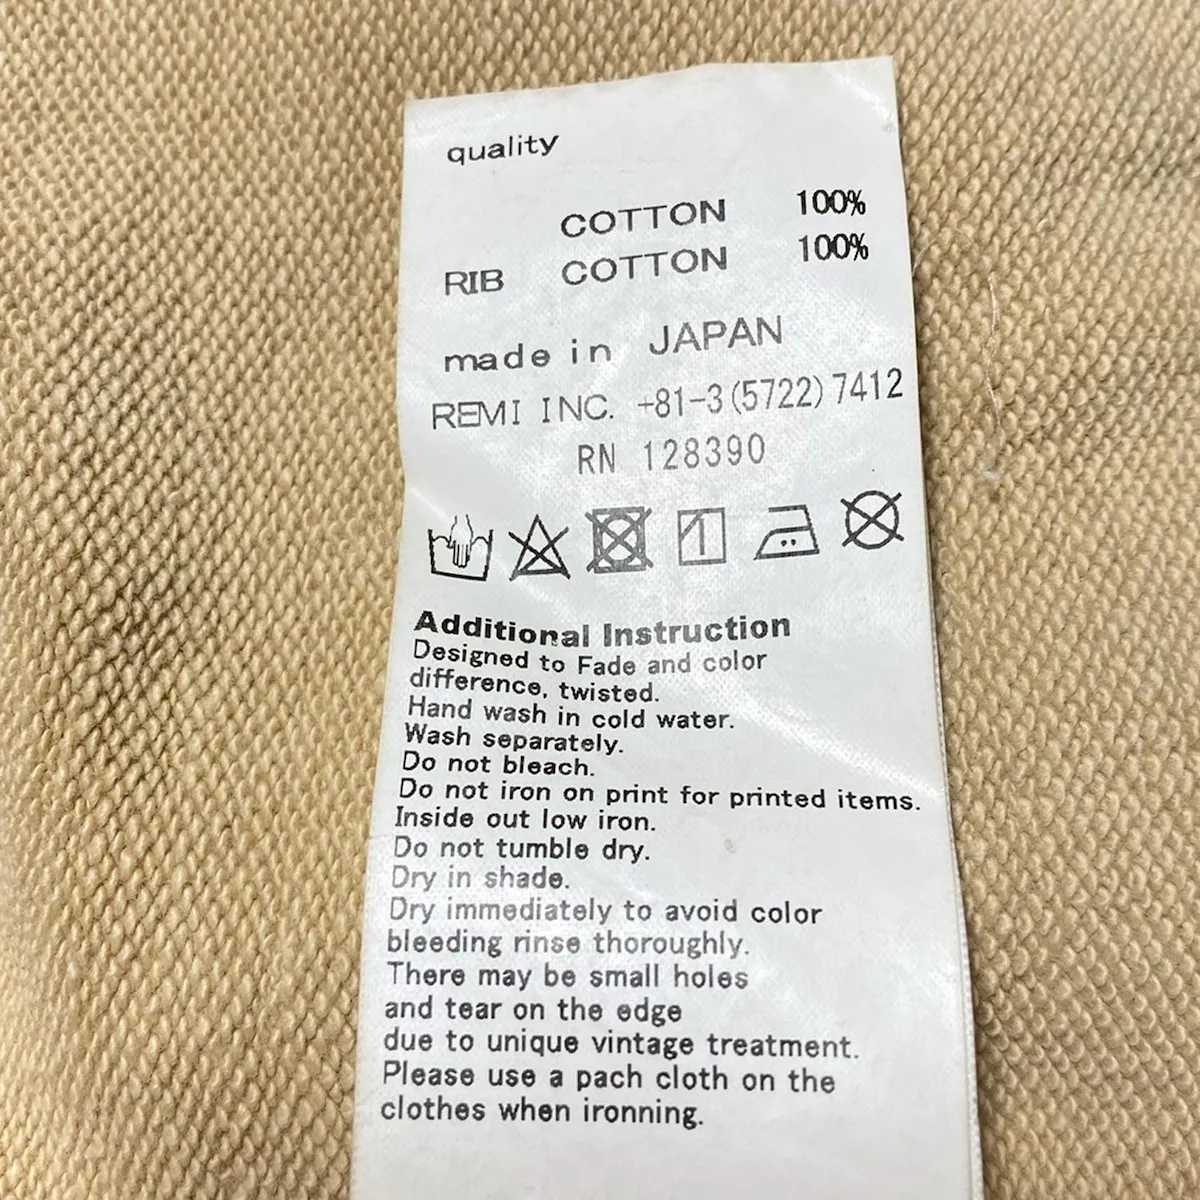 quality
COTTON 100%
RIB COTTON 100%
made in JAPAN
REMI INC. +81-3(5722)7412
RN 128390
Additional Instruction
Designed to Fade and color
difference, twisted.
Hand wash in cold water.
Wash separately.
Do not bleach.
Do not iron on print for printed items.
Inside out low iron.
Do not tumble dry.
Dry in shade.
Dry immediately to avoid color
bleeding rinse thoroughly.
There may be small holes
and tear on the edge
due to unique vintage treatment.
Please use a pach cloth on the
clothes when ironning.